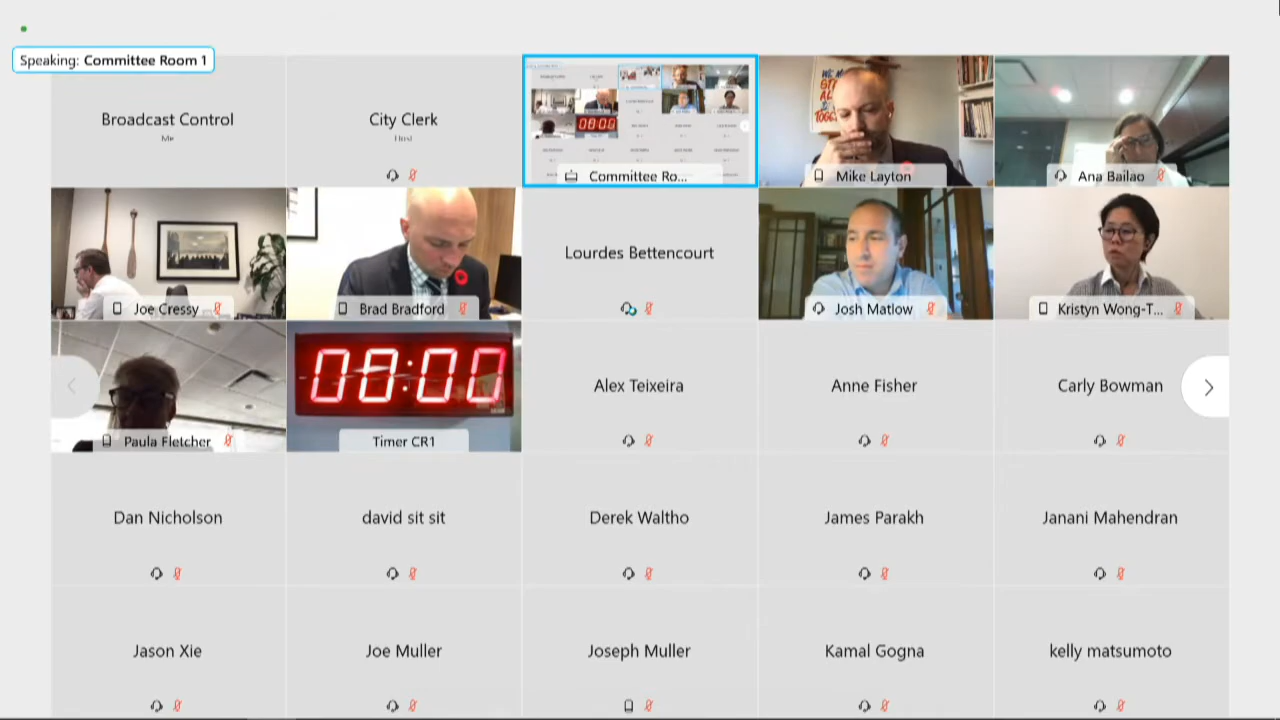 Speaking: Committee Room 1
Broadcast Control
Me
City Clerk
Host
Committee Ro...
Mike Layton
Ana Bailao
Joe Cressy
Brad Bradford
Lourdes Bettencourt
Josh Matlow
Kristyn Wong-T...
Paula Fletcher
08:00
Timer CR1
Alex Teixeira
Anne Fisher
Carly Bowman
Dan Nicholson
david sit sit
Derek Waltho
James Parakh
Janani Mahendran
Jason Xie
Joe Muller
Joseph Muller
Kamal Gogna
kelly matsumoto